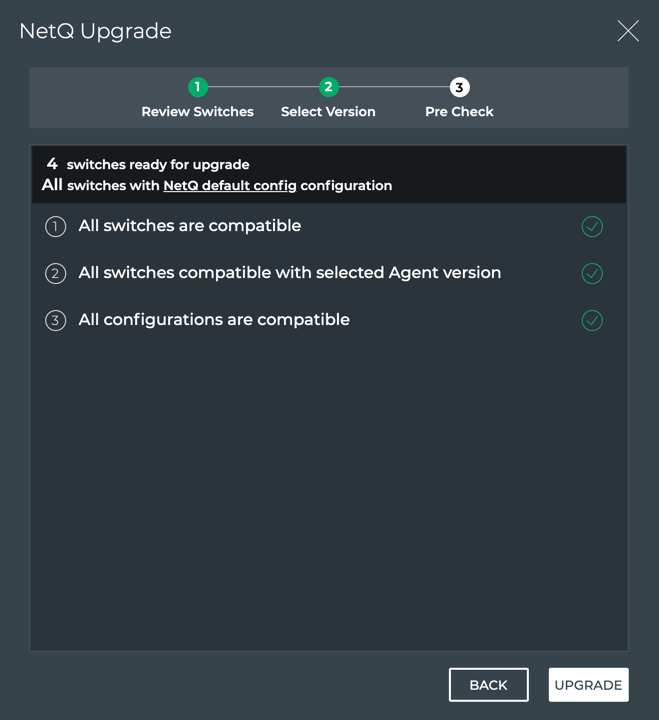 NetQ Upgrade
1 2 3
Review Switches Select Version Pre Check
4 switches ready for upgrade
All switches with NetQ default config configuration
1 All switches are compatible
2 All switches compatible with selected Agent version
3 All configurations are compatible
BACK UPGRADE